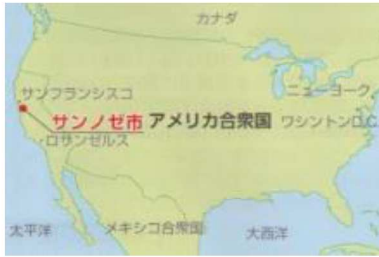 カナダ
サンフランシスコ
ニューヨーク
サンノゼ市
アメリカ合衆国
ワシントンD.C
ロサンゼルス
太平洋
メキシコ合衆国
大西洋